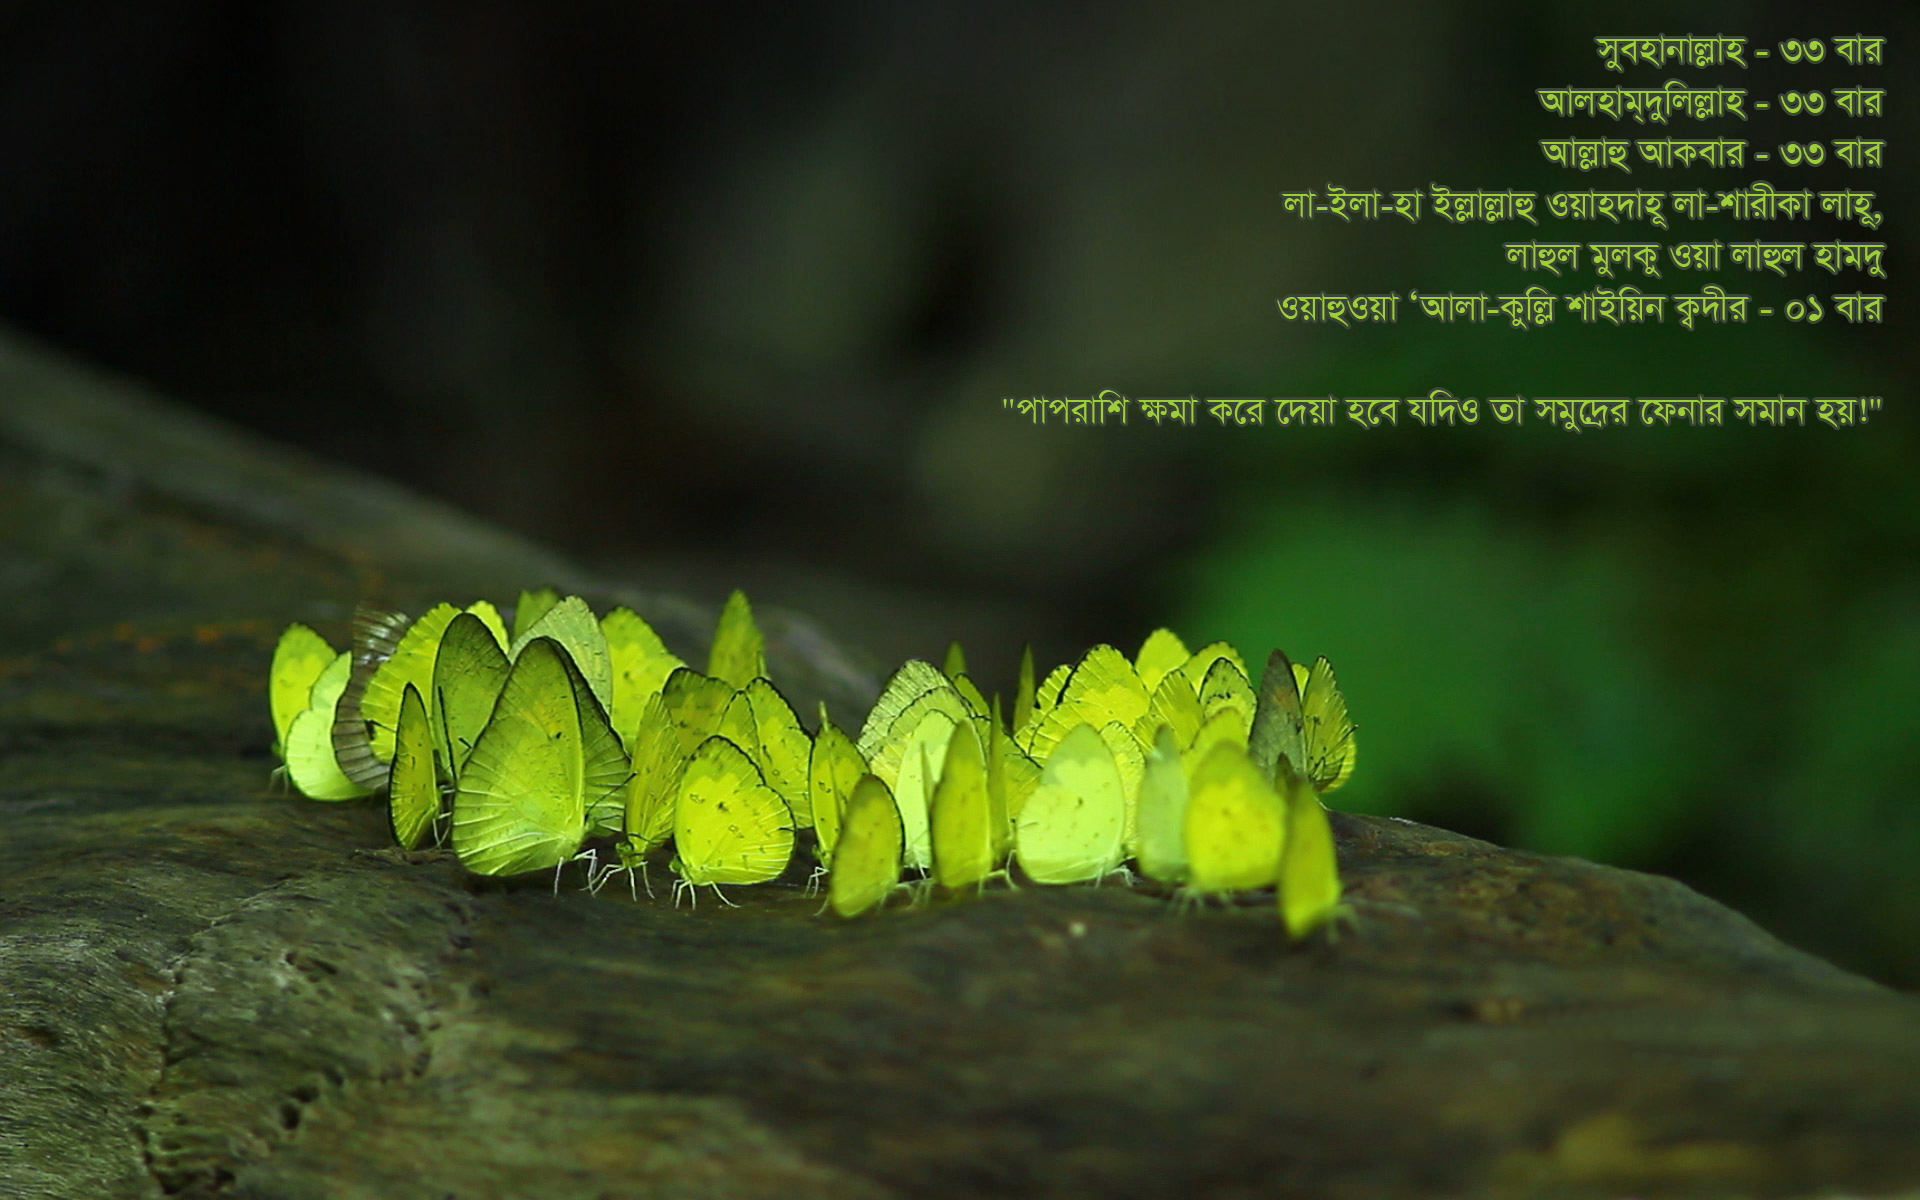 সুবহানাল্লাহ - ৩৩ বার
আলহাম্‌দুলিল্লাহ - ৩৩ বার
আল্লাহু আকবার - ৩৩ বার
লা-ইলা-হা ইল্লাল্লাহু ওয়াহদাহূ লা-শারীকা লাহূ,
লাহুল মুলকু ওয়া লাহুল হামদু
ওয়াহুওয়া ‘আলা-কুল্লি শাইয়িন ক্বদীর - ০১ বার
"পাপরাশি ক্ষমা করে দেয়া হবে যদিও তা সমুদ্রের ফেনার সমান হয়!"